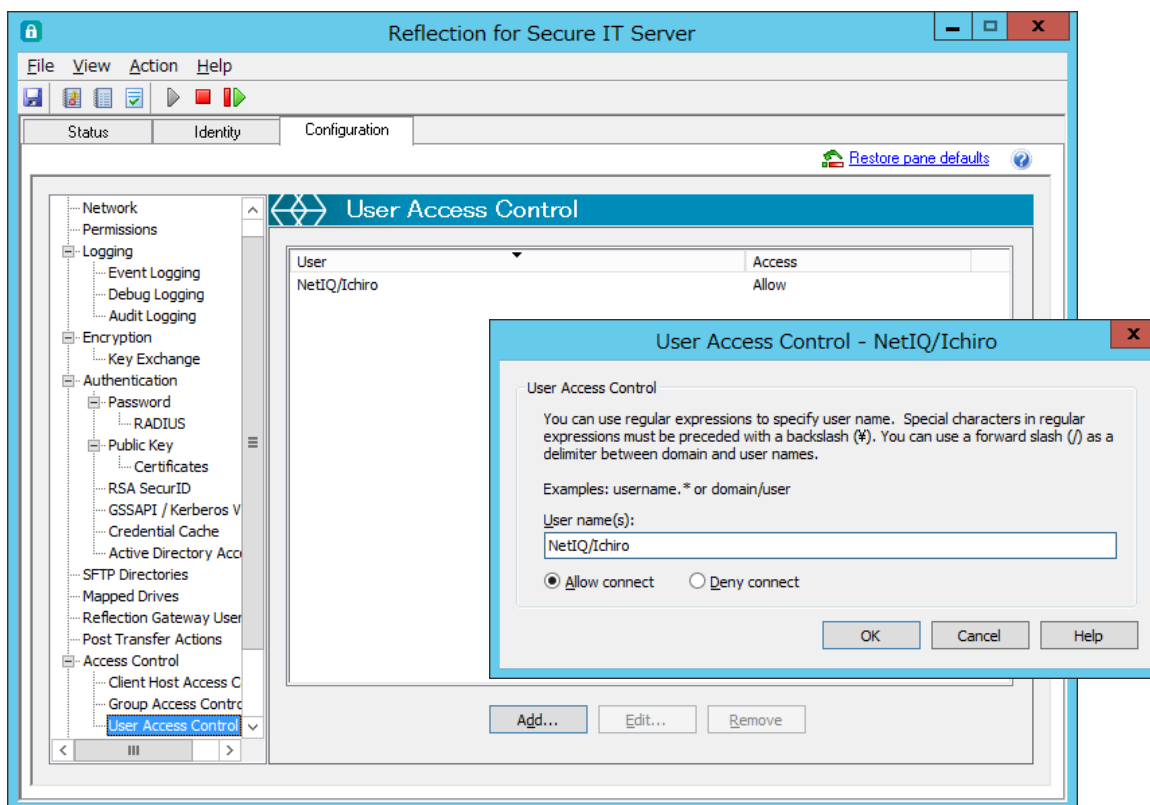 Reflection for Secure IT Server
File View Action Help
Status Identity Configuration
Restore pane defaults
Network
Permissions
Logging
Event Logging
Debug Logging
Audit Logging
Encryption
Key Exchange
Authentication
Password
RADIUS
Public Key
Certificates
RSA SecurID
GSSAPI / Kerberos V
Credential Cache
Active Directory Acc
SFTP Directories
Mapped Drives
Reflection Gateway User
Post Transfer Actions
Access Control
Client Host Access C
Group Access Contro
User Access Control
User Access Control
User Access
NetIQ/Ichiro Allow
Add... Edit... Remove
User Access Control - NetIQ/Ichiro
User Access Control
You can use regular expressions to specify user name. Special characters in regular
expressions must be preceded with a backslash (¥). You can use a forward slash (/) as a
delimiter between domain and user names.
Examples: username.* or domain/user
User name(s):
NetIQ/Ichiro
Allow connect Deny connect
OK Cancel Help